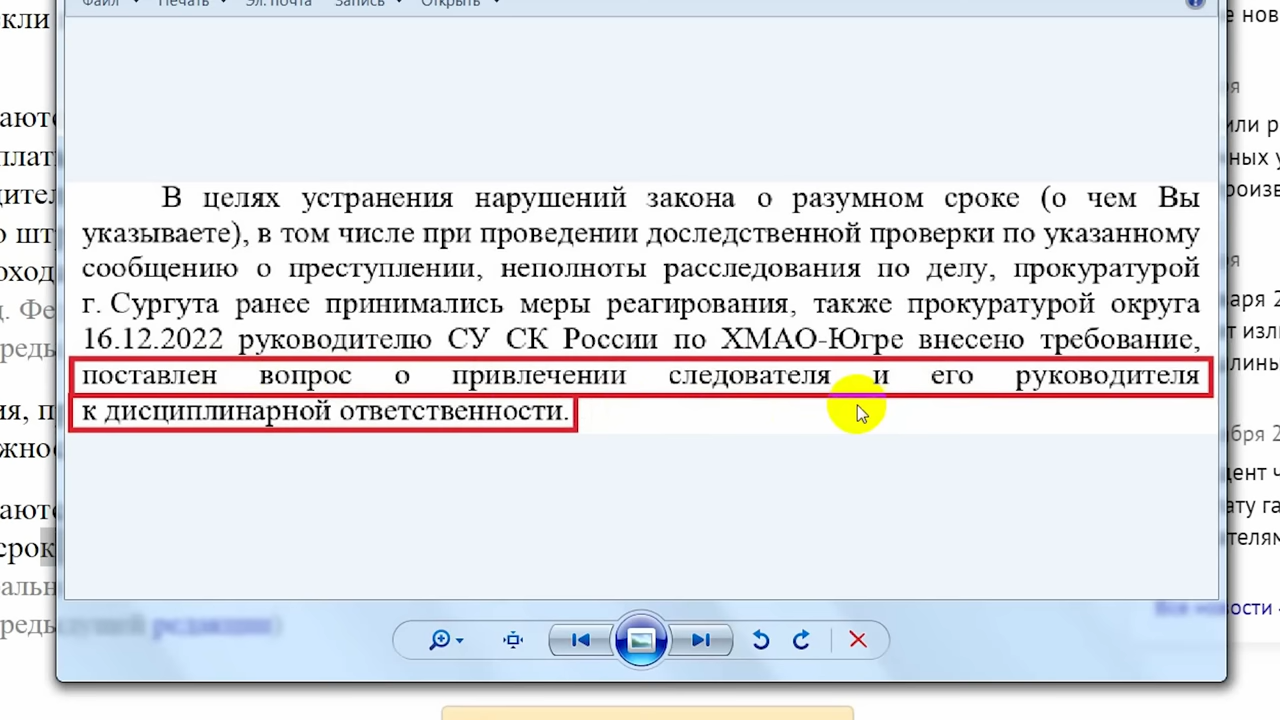 Файл Печать Эл. почта Запись Открыть
В целях устранения нарушений закона о разумном сроке (о чем Вы
указываете), в том числе при проведении доследственной проверки по указанному
сообщению о преступлении, неполноты расследования по делу, прокуратурой
г. Сургута ранее принимались меры реагирования, также прокуратурой округа
16.12.2022 руководителю СУ СК России по ХМАО-Югре внесено требование,
поставлен вопрос о привлечении следователя и его руководителя
к дисциплинарной ответственности.
Все новости